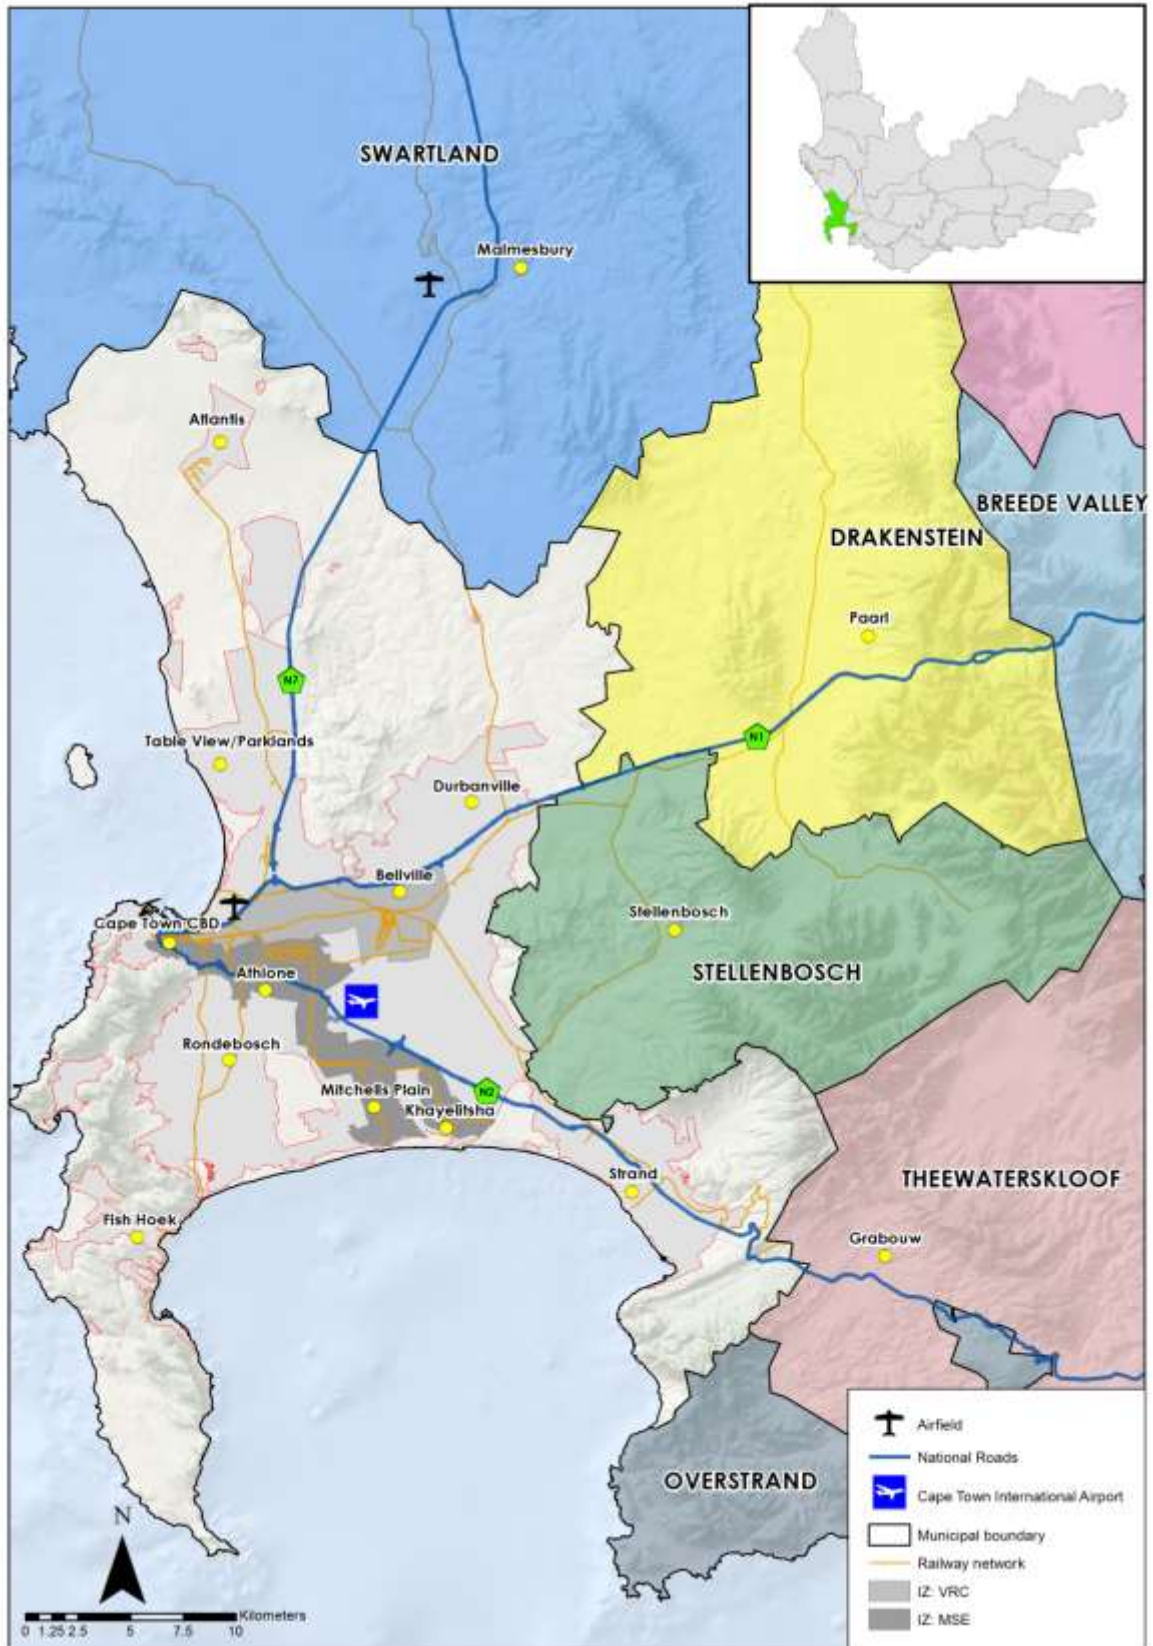 SWARTLAND
Malmesbury
Atlantis
BREEDE VALLEY
DRAKENSTEIN
Paarl
N7
N1
Table View/Parklands
Durbanville
Bellville
Cape Town CBD
Stellenbosch
STELLENBOSCH
Athlone
Rondebosch
Mitchells Plain
N2
Khayelitsha
Strand
THEEWATERSKLOOF
Fish Hoek
Grabouw
OVERSTRAND
Airfield
National Roads
Cape Town International Airport
Municipal boundary
Railway network
IZ: VRC
IZ: MSE
N
Kilometers
0 1.25 2.5 5 7.5 10